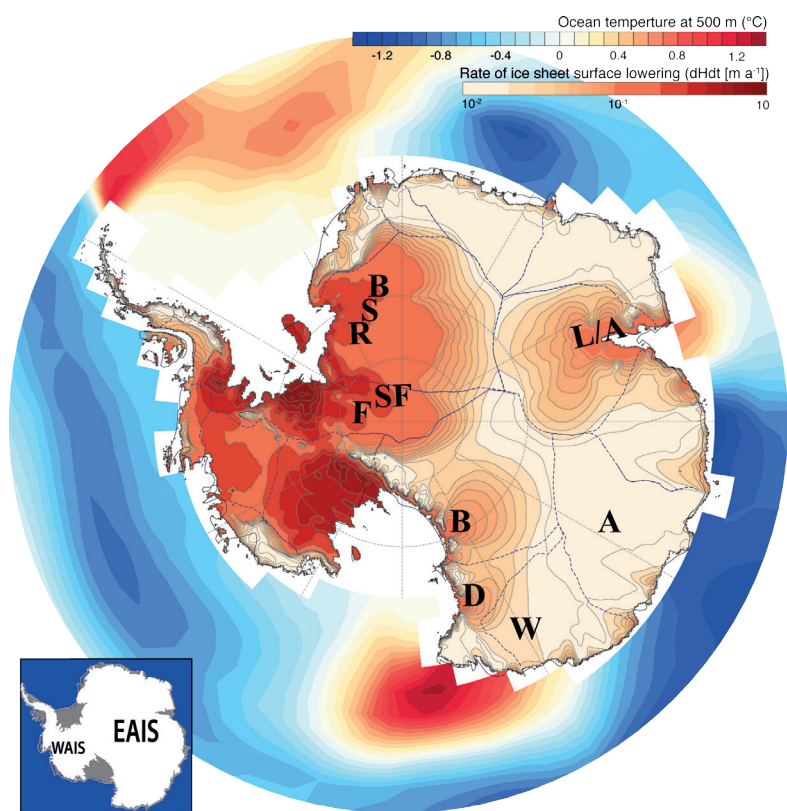 Ocean temperture at 500 m (°C)
-1.2 -0.8 -0.4 0 0.4 0.8 1.2
Rate of ice sheet surface lowering (dHdt [m a⁻¹])
10⁻² 10⁻¹ 10
B
S
R
L/A
SF
F
B
A
D
W
EAIS
WAIS